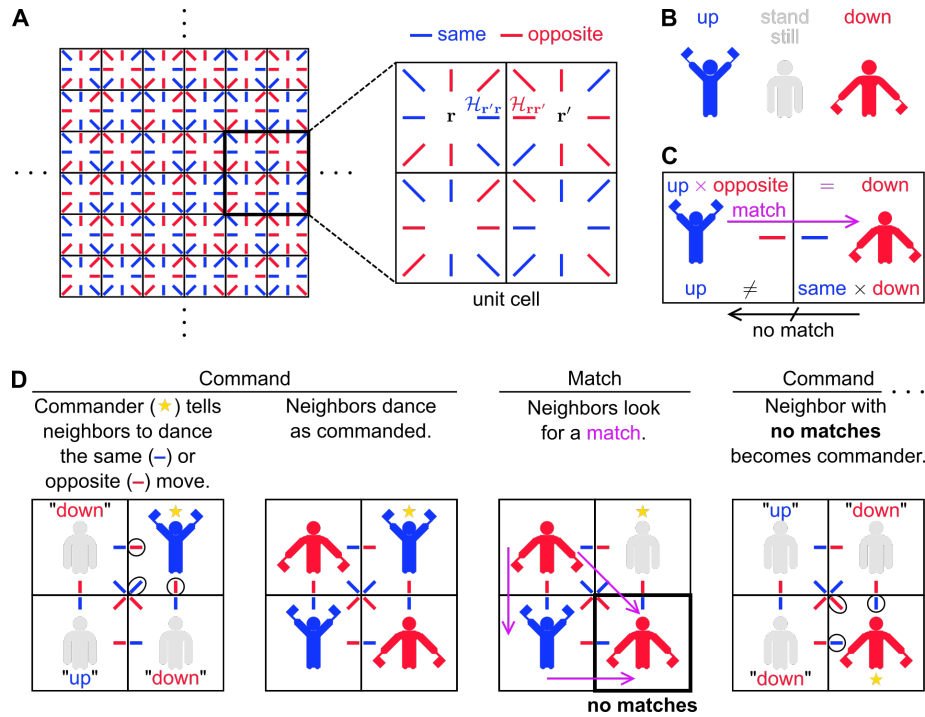 A
same opposite
r
ℋr′r
ℋrr′
r′
unit cell
B
up
stand
still
down
C
up × opposite = down
match
up ≠ same × down
no match
D
Command
Commander (★) tells
neighbors to dance
the same (–) or
opposite (–) move.
Neighbors dance
as commanded.
Match
Neighbors look
for a match.
Command
Neighbor with
no matches
becomes commander.
"down"
"up"
"down"
no matches
"up"
"down"
"down"